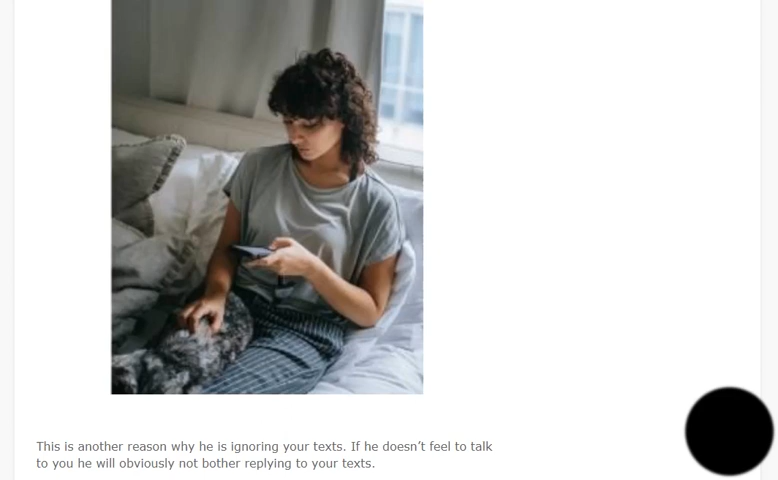 This is another reason why he is ignoring your texts. If he doesn’t feel to talk
to you he will obviously not bother replying to your texts.